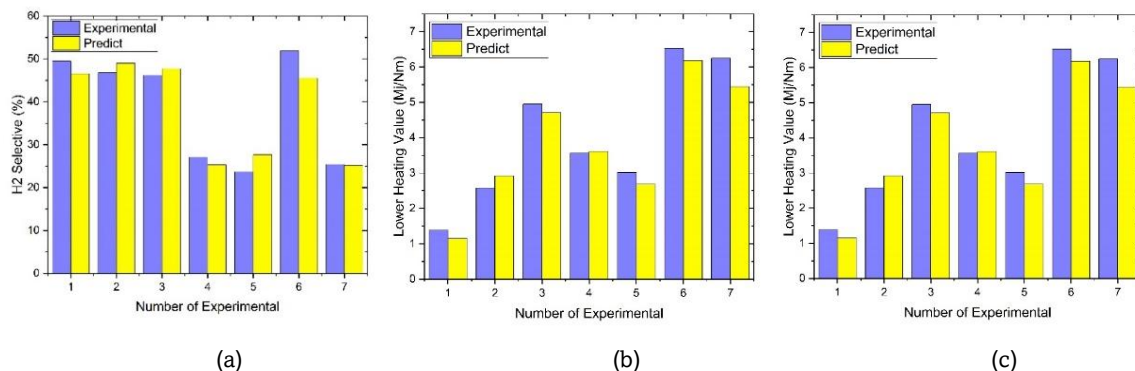 Experimental
Predict
H2 Selective (%)
60
50
40
30
20
10
0
1 2 3 4 5 6 7
Number of Experimental
(a)
Experimental
Predict
Lower Heating Value (Mj/Nm)
7
6
5
4
3
2
1
0
1 2 3 4 5 6 7
Number of Experimental
(b)
Experimental
Predict
Lower Heating Value (Mj/Nm)
7
6
5
4
3
2
1
0
1 2 3 4 5 6 7
Number of Experimental
(c)